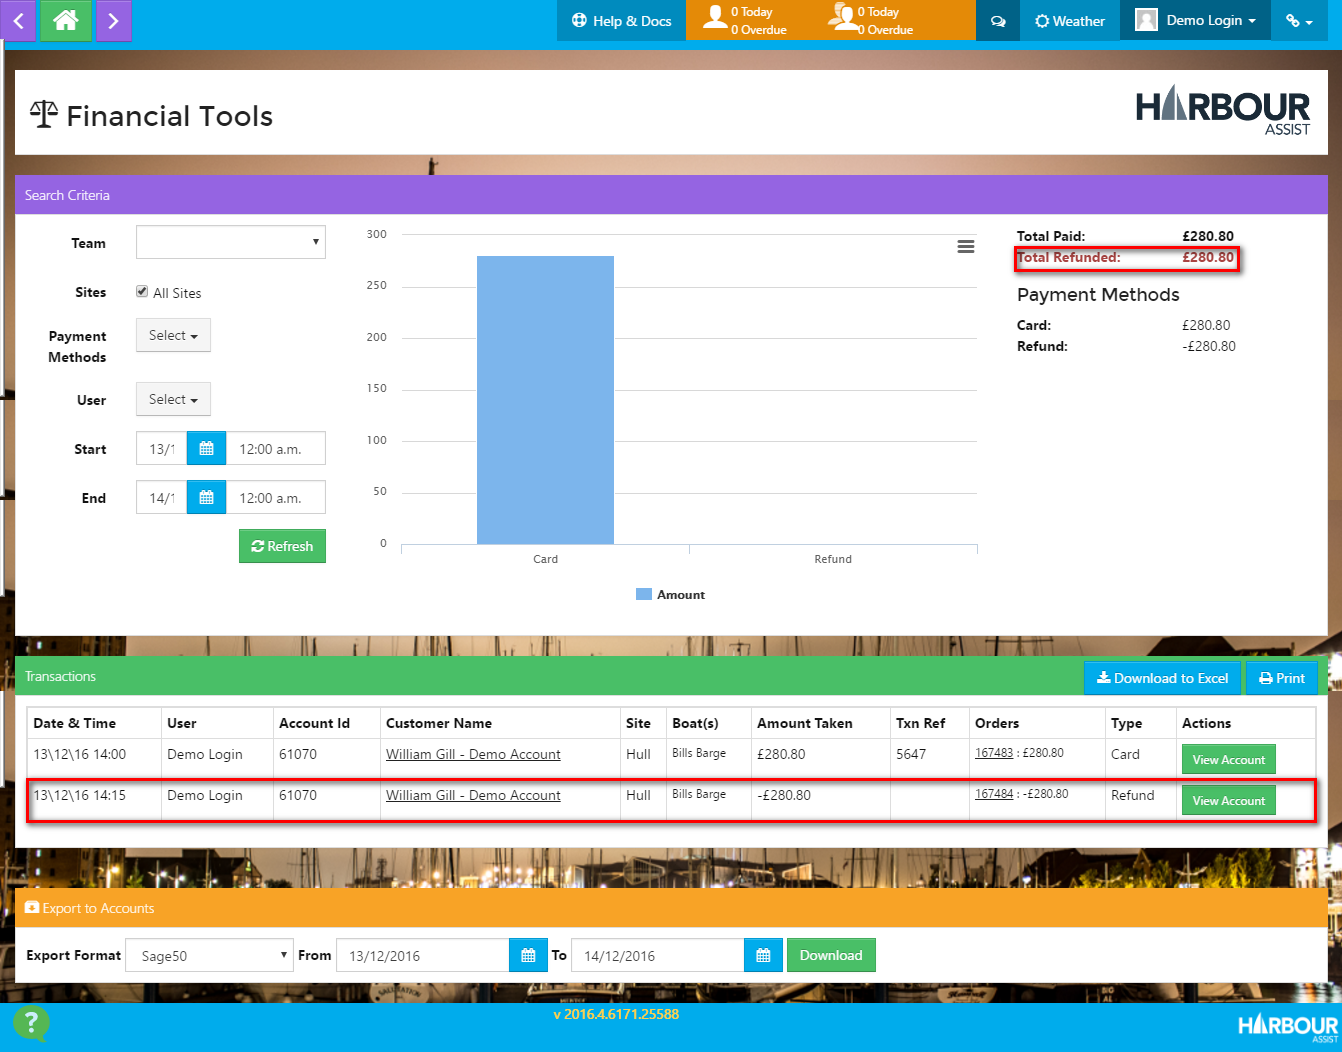 Help & Docs
0 Today
0 Overdue
0 Today
0 Overdue
Weather
Demo Login
Financial Tools
HARBOUR
ASSIST
Search Criteria
Team
Sites
All Sites
Payment
Methods
Select
User
Select
Start
13/1
12:00 a.m.
End
14/1
12:00 a.m.
Refresh
300
250
200
150
100
50
0
Card
Refund
Amount
Total Paid: £280.80
Total Refunded: £280.80
Payment Methods
Card: £280.80
Refund: -£280.80
Transactions
Download to Excel
Print
Date & Time User Account Id Customer Name Site Boat(s) Amount Taken Txn Ref Orders Type Actions
13\12\16 14:00 Demo Login 61070 William Gill - Demo Account Hull Bills Barge £280.80 5647 167483 : £280.80 Card View Account
13\12\16 14:15 Demo Login 61070 William Gill - Demo Account Hull Bills Barge -£280.80 167484 : -£280.80 Refund View Account
Export to Accounts
Export Format Sage50 From 13/12/2016 To 14/12/2016 Download
v 2016.4.6171.25588
?
HARBOUR
ASSIST